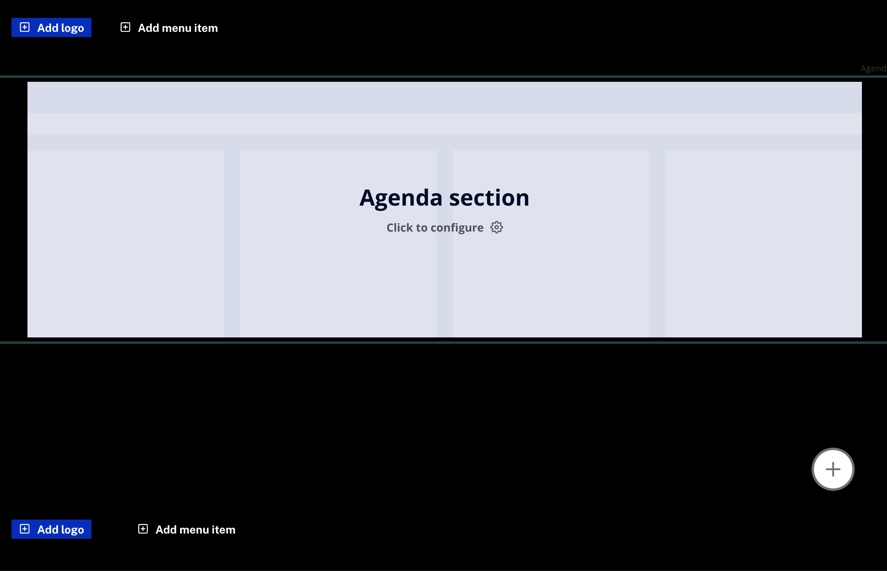 Add logo
Add menu item
Agend
Agenda section
Click to configure
Add logo
Add menu item